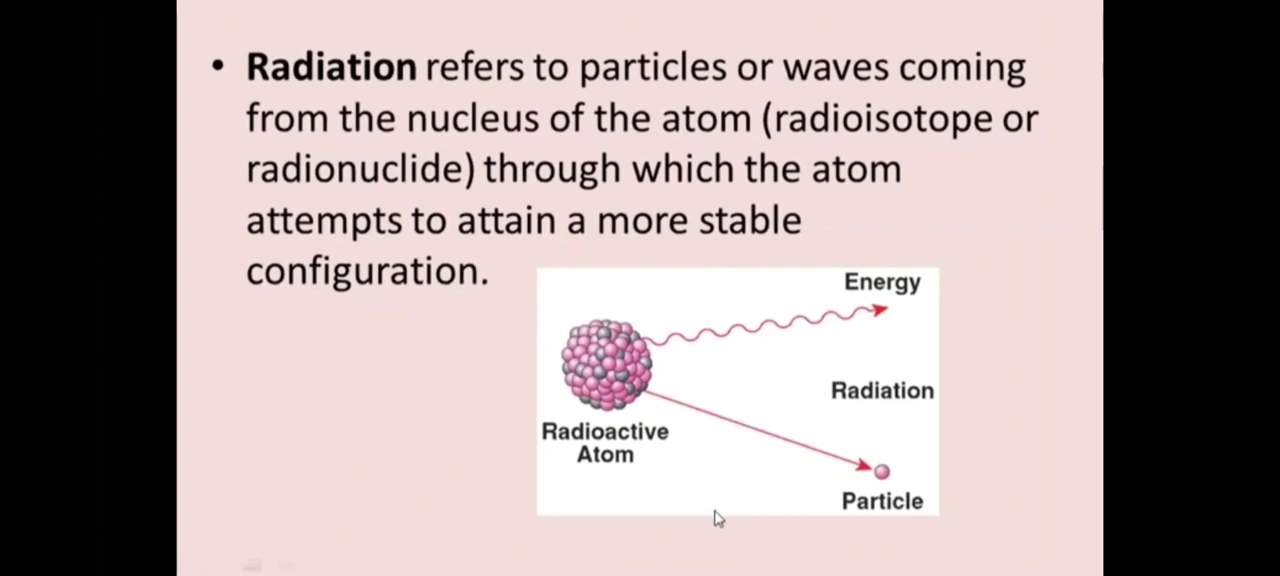 • Radiation refers to particles or waves coming
from the nucleus of the atom (radioisotope or
radionuclide) through which the atom
attempts to attain a more stable
configuration.
Energy
Radiation
Radioactive
Atom
Particle